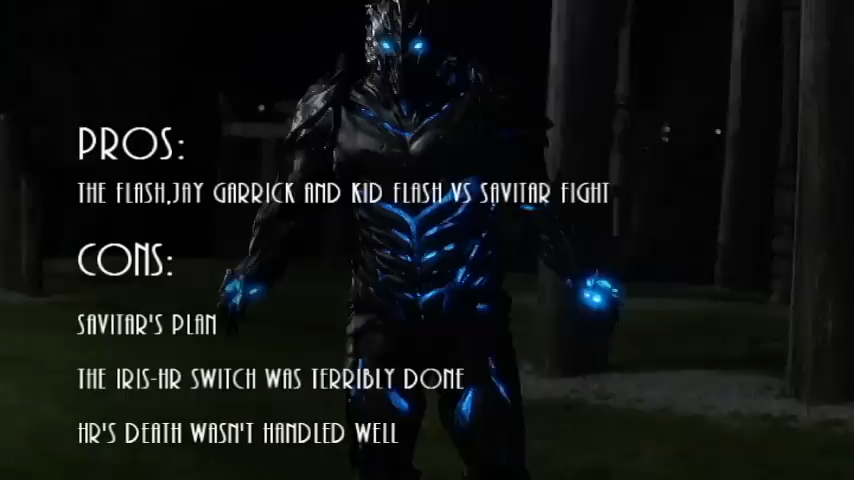 PROS:
THE FLASH,JAY GARRICK AND KID FLASH VS SAVITAR FIGHT
CONS:
SAVITAR'S PLAN
THE IRIS-HR SWITCH WAS TERRIBLY DONE
HR'S DEATH WASN'T HANDLED WELL